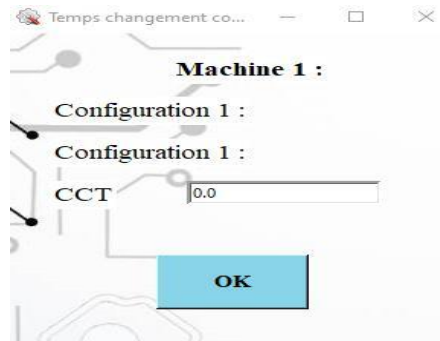 Temps changement co...
Machine 1 :
Configuration 1 :
Configuration 1 :
CCT
0.0
OK